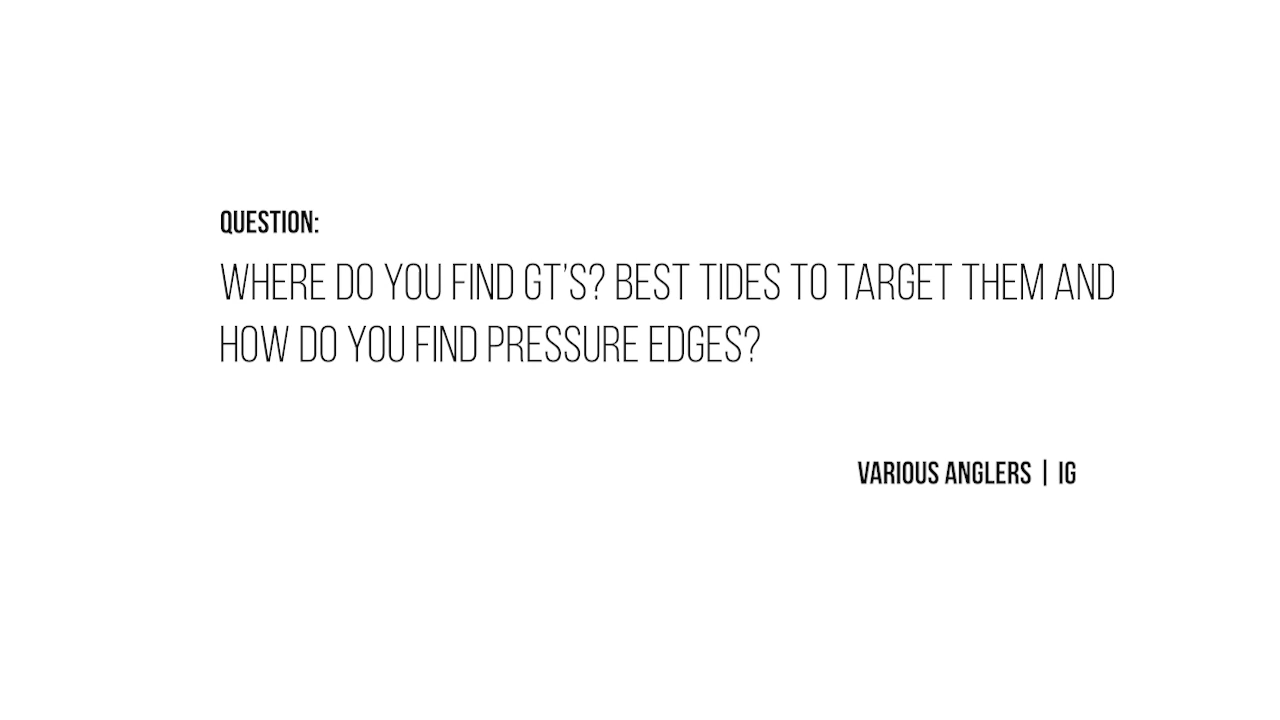 QUESTION:
WHERE DO YOU FIND GT'S? BEST TIDES TO TARGET THEM AND
HOW DO YOU FIND PRESSURE EDGES?
VARIOUS ANGLERS | IG